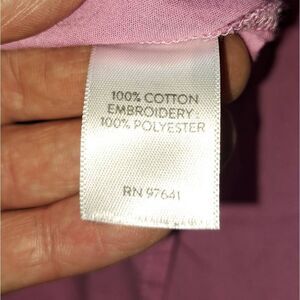 100% COTTON
EMBROIDERY:
100% POLYESTER
RN 97641